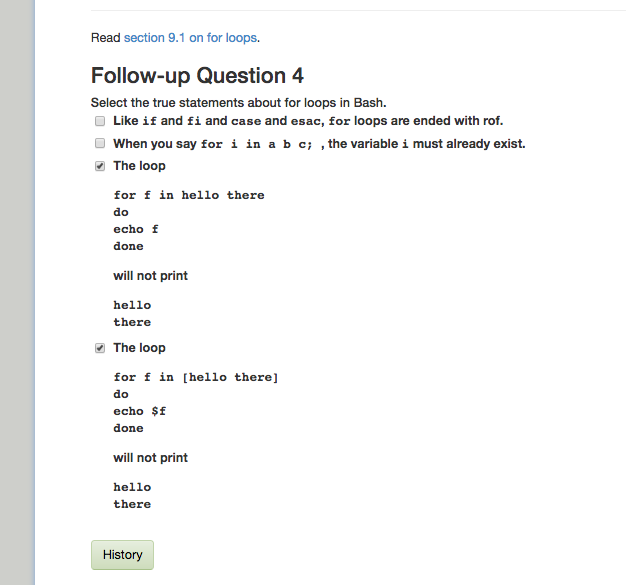 Read section 9.1 on for loops.
Follow-up Question 4
Select the true statements about for loops in Bash.
Like if and fi and case and esac, for loops are ended with rof.
When you say for i in a b c; , the variable i must already exist.
The loop
for f in hello there
do
echo f
done
will not print
hello
there
The loop
for f in [hello there]
do
echo $f
done
will not print
hello
there
History